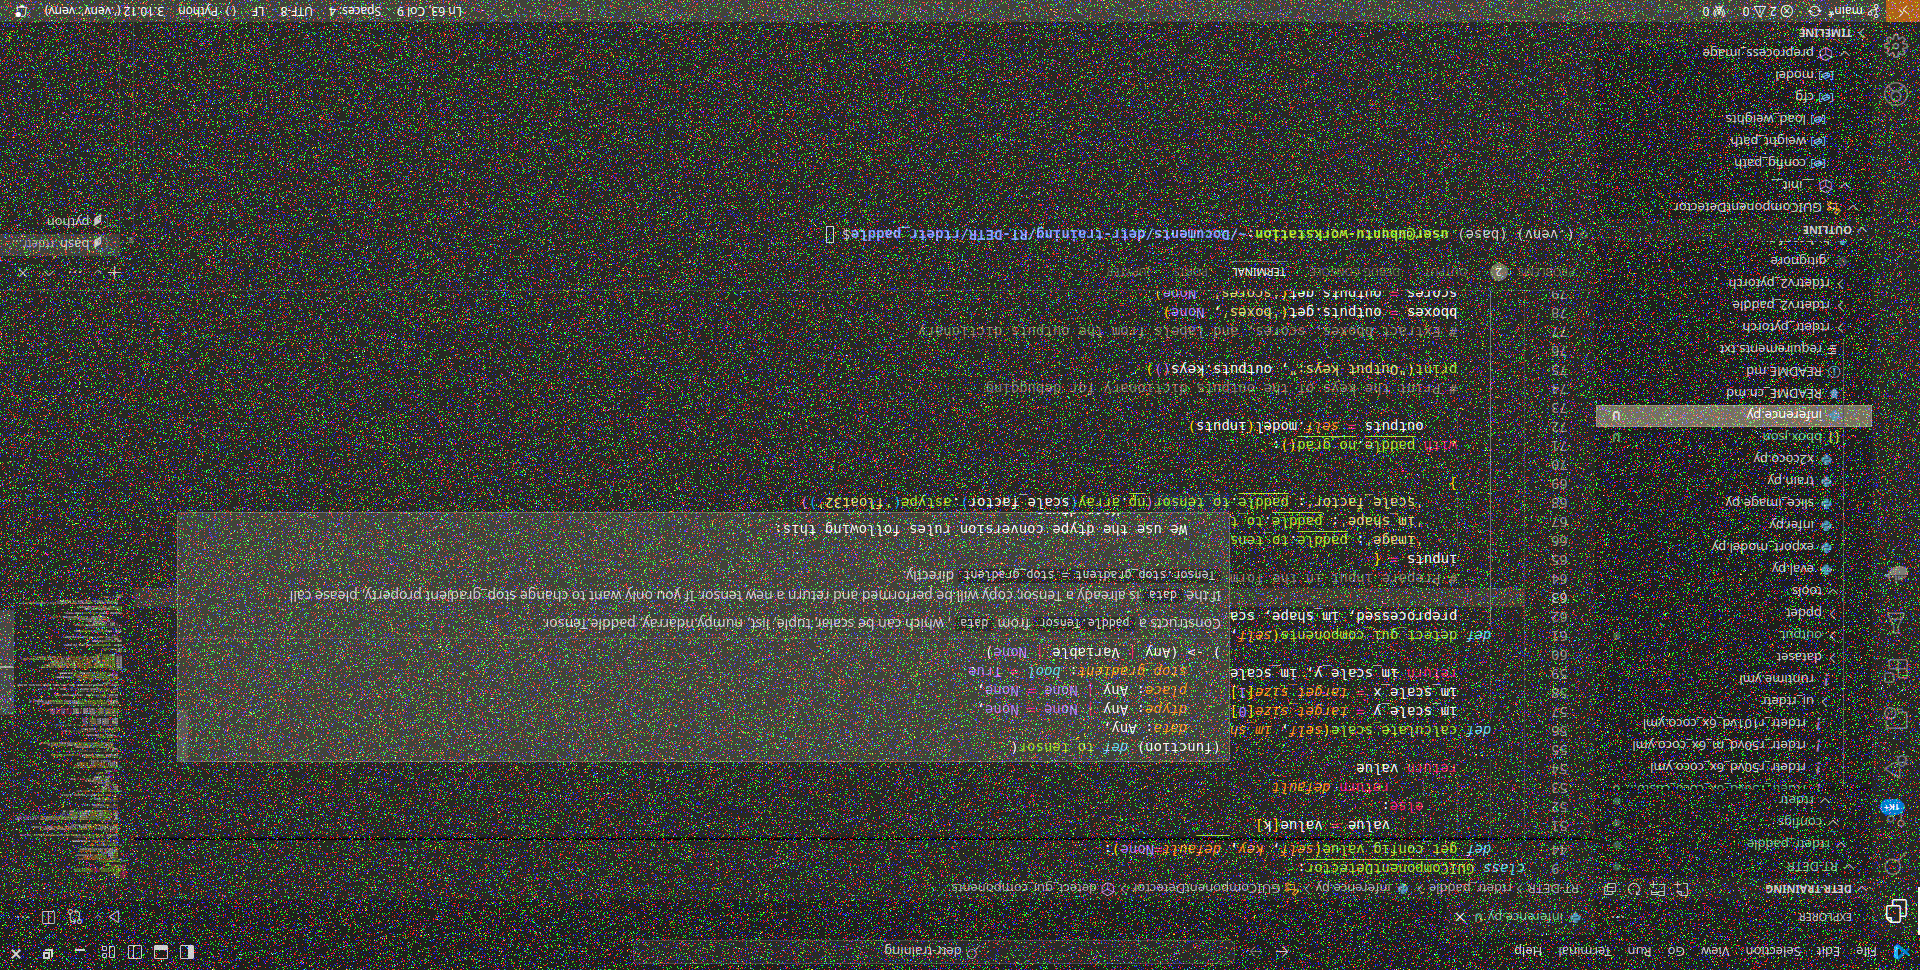 File Edit Selection View Go Run Terminal Help
detr-training
EXPLORER
inference.py U
DETR-TRAINING
RT-DETR
rtdetr_paddle
configs
rtdetr
rtdetr_r50vd_6x_coco.yml
rtdetr_r50vd_m_6x_coco.yml
rtdetr_r101vd_6x_coco.yml
runtime.yml
dataset
output
ppdet
tools
eval.py
export_model.py
infer.py
slice_image.py
train.py
x2coco.py
bbox.json U
inference.py U
README_cn.md
README.md
requirements.txt
rtdetr_pytorch
rtdetrv2_paddle
rtdetrv2_pytorch
.gitignore
OUTLINE
GUIComponentDetector
__init__
config_path
weight_path
load_weights
cfg
model
preprocess_image
TIMELINE
RT-DETR > rtdetr_paddle > inference.py > GUIComponentDetector > detect_gui_components
9 class GUIComponentDetector:
44 def get_config_value(self, key, default=None):
51 value = value[k]
52 else:
53 return default
54 return value
55
56 def calculate_scale(self, im_sh
57 im_scale_y = target_size[0]
58 im_scale_x = target_size[1]
59 return im_scale_y, im_scale
60
61 def detect_gui_components(self,
62 preprocessed, im_shape, sca
63
64 # Prepare input in the form
65 inputs = {
66 'image': paddle.to_tens
67 'im_shape': paddle.to_t
68 'scale_factor': paddle.to_tensor(np.array(scale_factor).astype('float32'))
69 }
70
71 with paddle.no_grad():
72 outputs = self.model(inputs)
73
74 # Print the keys of the outputs dictionary for debugging
75 print("Output keys:", outputs.keys())
76
77 # Extract bboxes, scores, and labels from the outputs dictionary
78 bboxes = outputs.get('boxes', None)
79 scores = outputs.get('scores', None)
(function) def to_tensor(
data: Any,
dtype: Any | None = None,
place: Any | None = None,
stop_gradient: bool = True
) -> (Any | Variable | None)
Constructs a paddle.Tensor from data , which can be scalar, tuple, list, numpy.ndarray, paddle.Tensor.
If the data is already a Tensor, copy will be performed and return a new tensor. If you only want to change stop_gradient property, please call
Tensor.stop_gradient = stop_gradient directly.
We use the dtype conversion rules following this:
PROBLEMS 2 OUTPUT DEBUG CONSOLE TERMINAL PORTS
(.venv) (base) user@ubuntu-workstation:~/Documents/detr-training/RT-DETR/rtdetr_paddle$
bash rtdetr...
python
main* 2 0 0
Ln 63, Col 9 Spaces: 4 UTF-8 LF Python 3.10.12 ('.venv': venv)